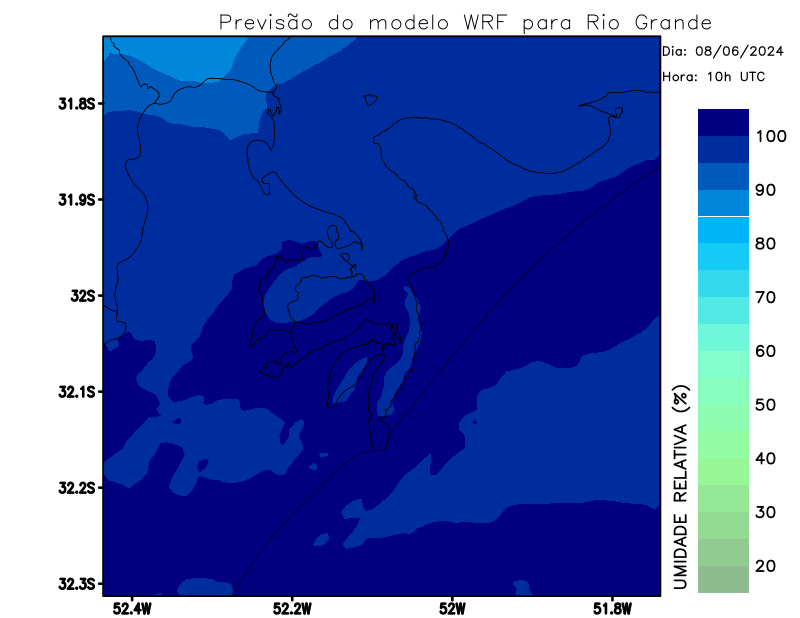 Previsão do modelo WRF para Rio Grande
Dia: 08/06/2024
Hora: 10h UTC
31.8S
31.9S
32S
32.1S
32.2S
32.3S
52.4W
52.2W
52W
51.8W
100
90
80
70
60
50
40
30
20
UMIDADE RELATIVA (%)